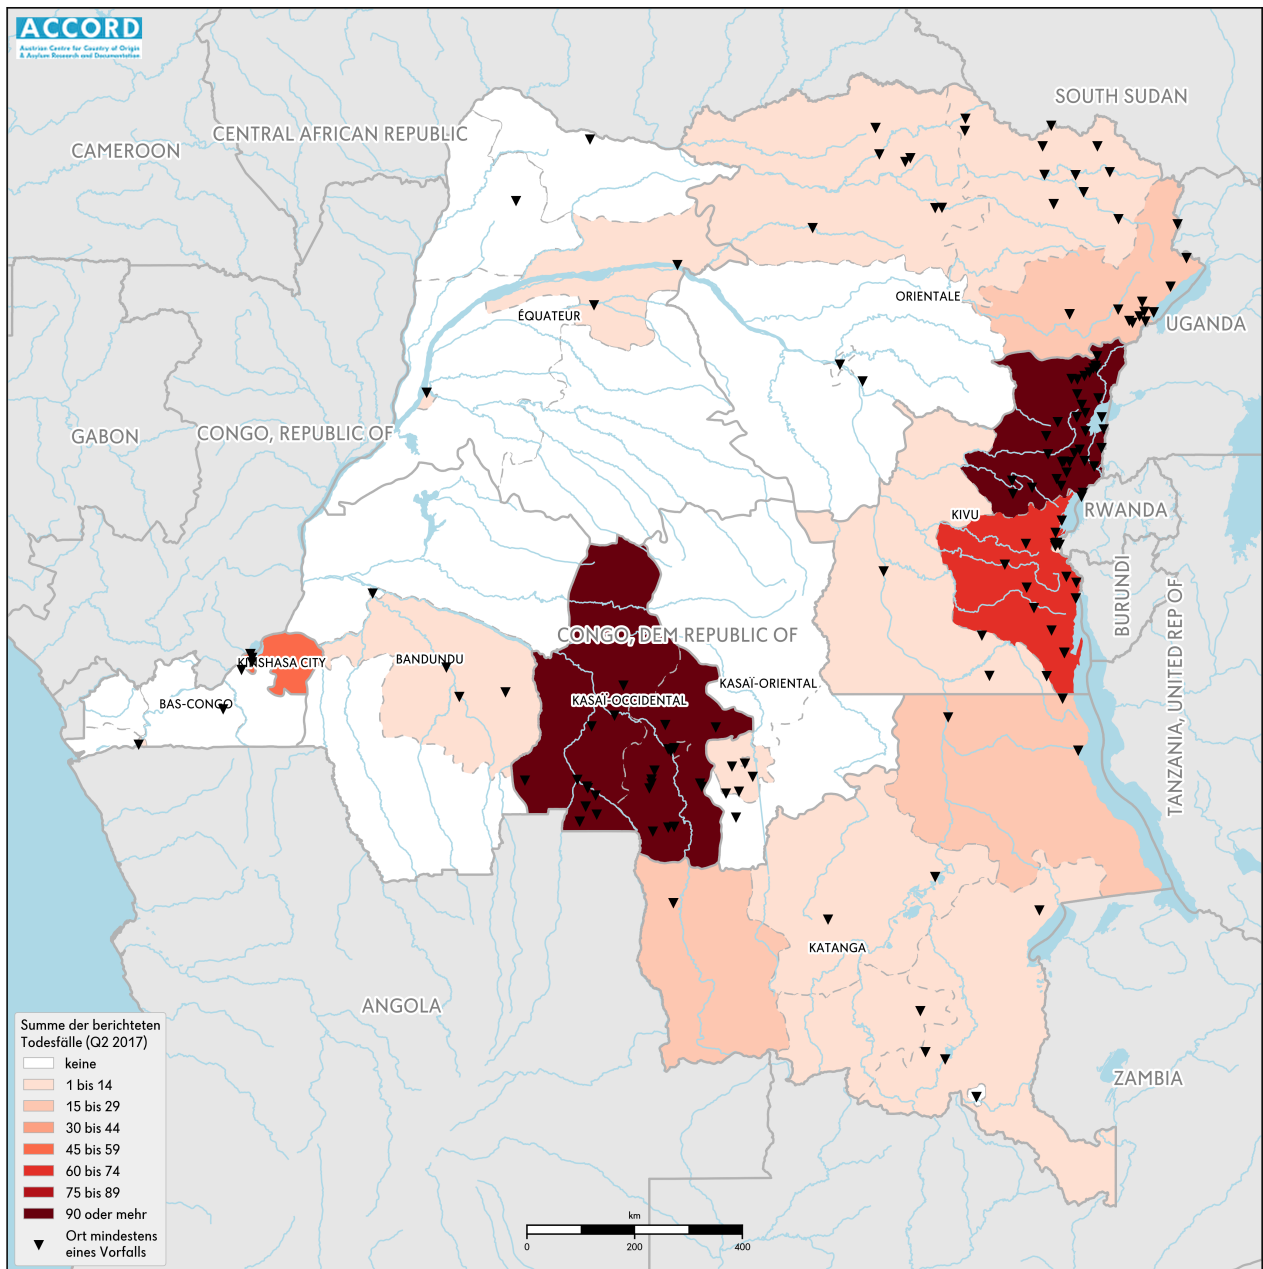 ACCORD
Austrian Centre for Country of Origin
& Asylum Research and Documentation
SOUTH SUDAN
CENTRAL AFRICAN REPUBLIC
CAMEROON
ORIENTALE
ÉQUATEUR
UGANDA
GABON
CONGO, REPUBLIC OF
KIVU
RWANDA
BURUNDI
TANZANIA, UNITED REP OF
CONGO, DEM REPUBLIC OF
KINSHASA CITY
BANDUNDU
KASAÏ-ORIENTAL
KASAÏ-OCCIDENTAL
BAS-CONGO
KATANGA
ANGOLA
ZAMBIA
Summe der berichteten
Todesfälle (Q2 2017)
keine
1 bis 14
15 bis 29
30 bis 44
45 bis 59
60 bis 74
75 bis 89
90 oder mehr
Ort mindestens
eines Vorfalls
km
0 200 400